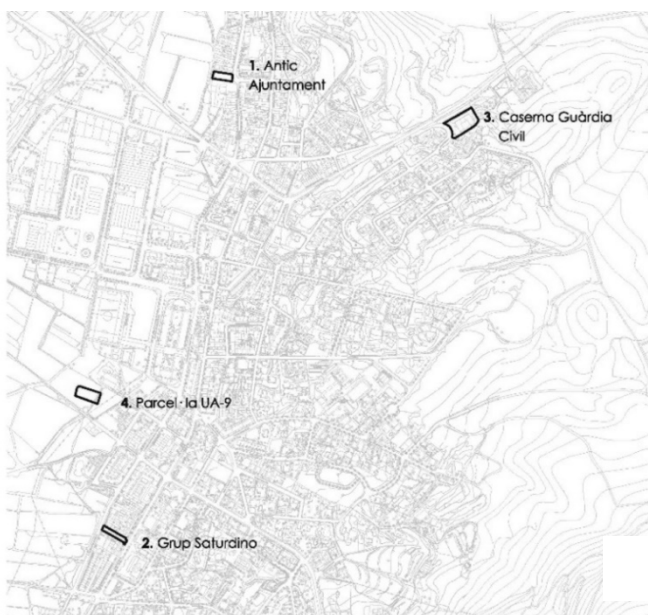 1. Antic
Ajuntament
3. Caserna Guàrdia
Civil
4. Parcel·la UA-9
2. Grup Saturdino